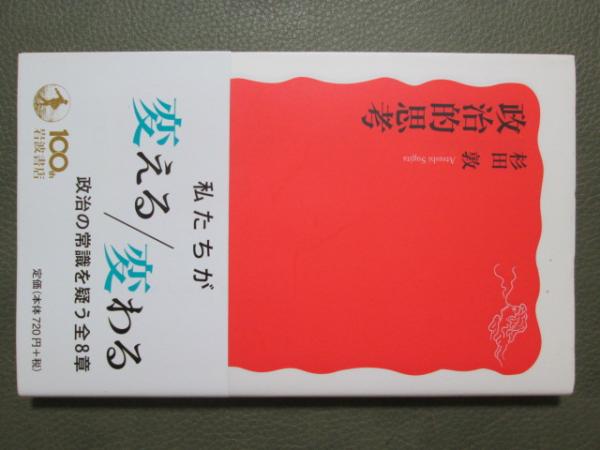 政治的思考
杉田 敦
Atsushi Sugita
私たちが
変える/変わる
政治の常識を疑う全8章
定価(本体720円+税)
100th
岩波書店